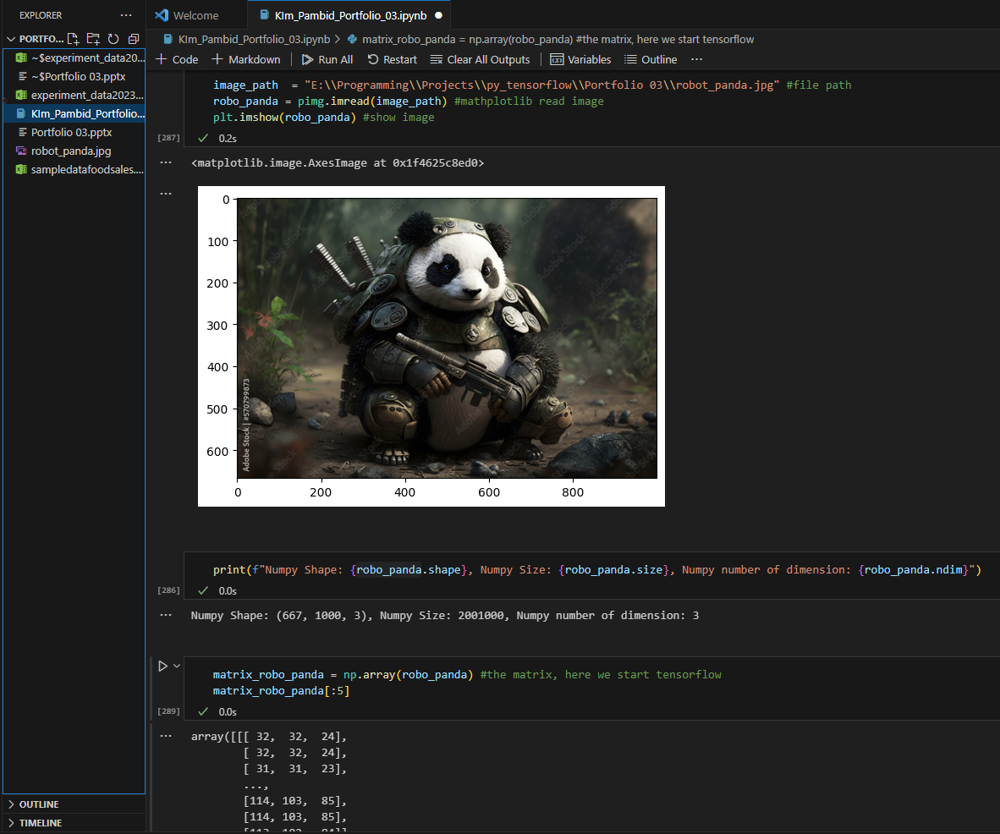 EXPLORER
Welcome
KIm_Pambid_Portfolio_03.ipynb
PORTFO...
~$experiment_data20...
~$Portfolio 03.pptx
experiment_data2023...
KIm_Pambid_Portfolio...
Portfolio 03.pptx
robot_panda.jpg
sampledatafoodsales....
OUTLINE
TIMELINE
KIm_Pambid_Portfolio_03.ipynb > matrix_robo_panda = np.array(robo_panda) #the matrix, here we start tensorflow
+ Code + Markdown Run All Restart Clear All Outputs Variables Outline ...
image_path  = "E:\\Programming\\Projects\\py_tensorflow\\Portfolio 03\\robot_panda.jpg" #file path
robo_panda = pimg.imread(image_path) #mathplotlib read image
plt.imshow(robo_panda) #show image
[287] 0.2s
... <matplotlib.image.AxesImage at 0x1f4625c8ed0>
...
0
100
200
300
400
500
600
0 200 400 600 800
Adobe Stock | #570799873
Adobe Stock
print(f"Numpy Shape: {robo_panda.shape}, Numpy Size: {robo_panda.size}, Numpy number of dimension: {robo_panda.ndim}")
[286] 0.0s
... Numpy Shape: (667, 1000, 3), Numpy Size: 2001000, Numpy number of dimension: 3
matrix_robo_panda = np.array(robo_panda) #the matrix, here we start tensorflow
matrix_robo_panda[:5]
[289] 0.0s
... array([[[ 32,  32,  24],
[ 32,  32,  24],
[ 31,  31,  23],
...,
[114, 103,  85],
[114, 103,  85],